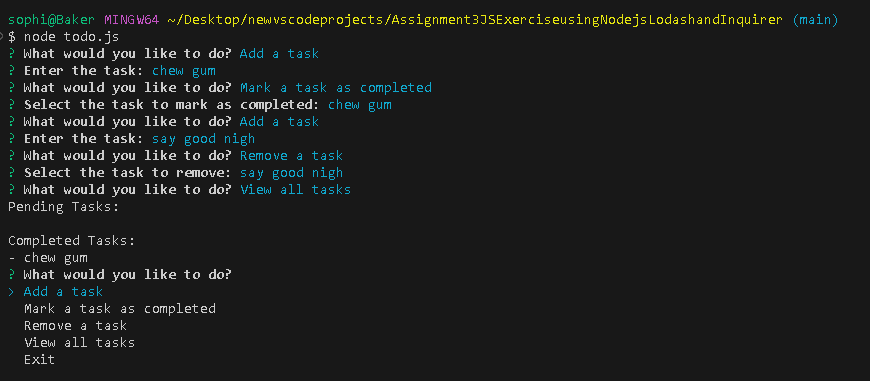 sophi@Baker MINGW64 ~/Desktop/newvscodeprojects/Assignment3JSExerciseusingNodejsLodashandInquirer (main)
$ node todo.js
? What would you like to do? Add a task
? Enter the task: chew gum
? What would you like to do? Mark a task as completed
? Select the task to mark as completed: chew gum
? What would you like to do? Add a task
? Enter the task: say good nigh
? What would you like to do? Remove a task
? Select the task to remove: say good nigh
? What would you like to do? View all tasks
Pending Tasks:
Completed Tasks:
- chew gum
? What would you like to do?
> Add a task
Mark a task as completed
Remove a task
View all tasks
Exit